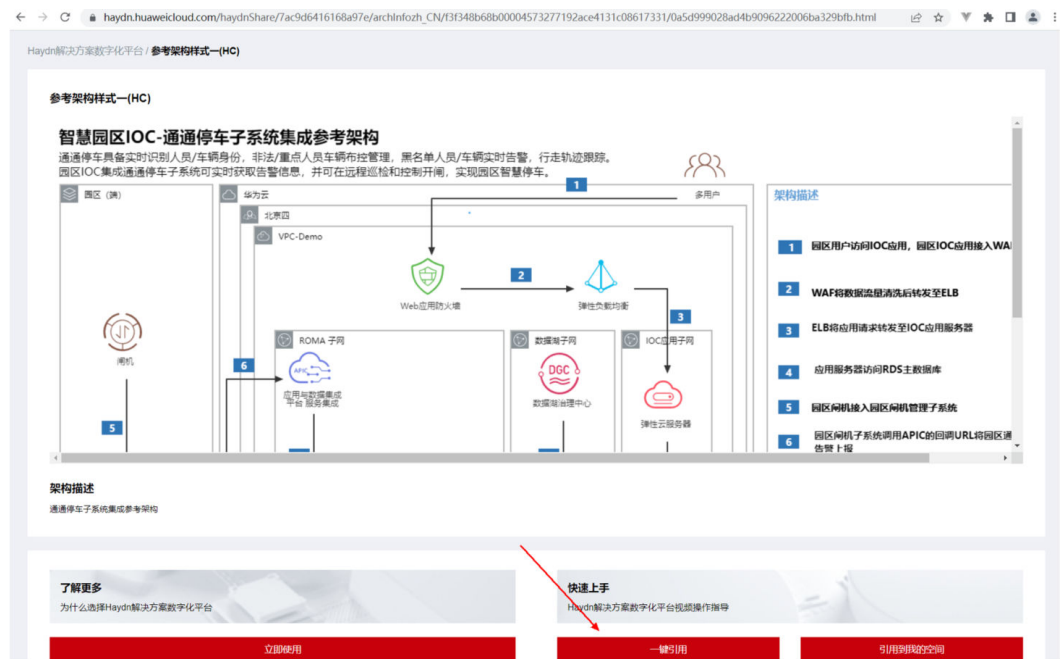 haydn.huaweicloud.com/haydnShare/7ac9d6416168a97e/archInfozh_CN/f3f348b68b00004573277192ace4131c08617331/0a5d999028ad4b9096222006ba329bfb.html
Haydn解决方案数字化平台 / 参考架构样式一(HC)
参考架构样式一(HC)
智慧园区IOC-通通停车子系统集成参考架构
通通停车具备实时识别人员/车辆身份，非法/重点人员车辆布控管理，黑名单人员/车辆实时告警，行走轨迹跟踪。
园区IOC集成通通停车子系统可实时获取告警信息，并可在远程巡检和控制开闸，实现园区智慧停车。
园区（端）
华为云
1
多用户
架构描述
北京四
VPC-Demo
1 园区用户访问IOC应用，园区IOC应用接入WA
2
Web应用防火墙
弹性负载均衡
2 WAF将数据流量清洗后转发至ELB
3
3 ELB将应用请求转发至IOC应用服务器
闸机
6
ROMA 子网
数据湖子网
IOC应用子网
APIC
DGC
4 应用服务器访问RDS主数据库
应用与数据集成
平台 服务集成
数据湖治理中心
弹性云服务器
5 园区闸机接入园区闸机管理子系统
5
6 园区闸机子系统调用APIC的回调URL将园区通
告警上报
架构描述
通通停车子系统集成参考架构
了解更多
为什么选择Haydn解决方案数字化平台
快速上手
Haydn解决方案数字化平台视频操作指导
立即使用
一键引用
引用到我的空间